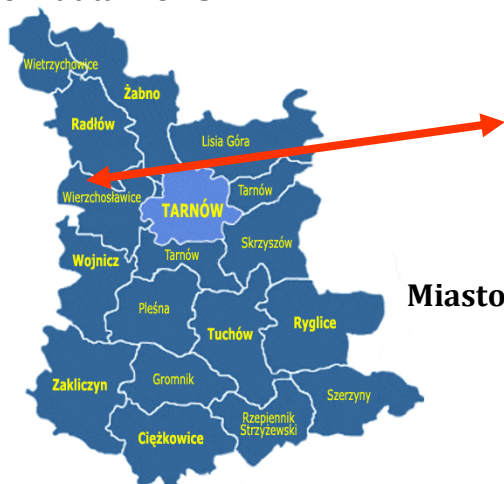 Wietrzychowice
Żabno
Radłów
Lisia Góra
Wierzchosławice
Tarnów
TARNÓW
Skrzyszów
Wojnicz
Tarnów
Pleśna
Miasto
Tuchów
Ryglice
Zakliczyn
Gromnik
Szerzyny
Rzepiennik
Strzyżewski
Ciężkowice